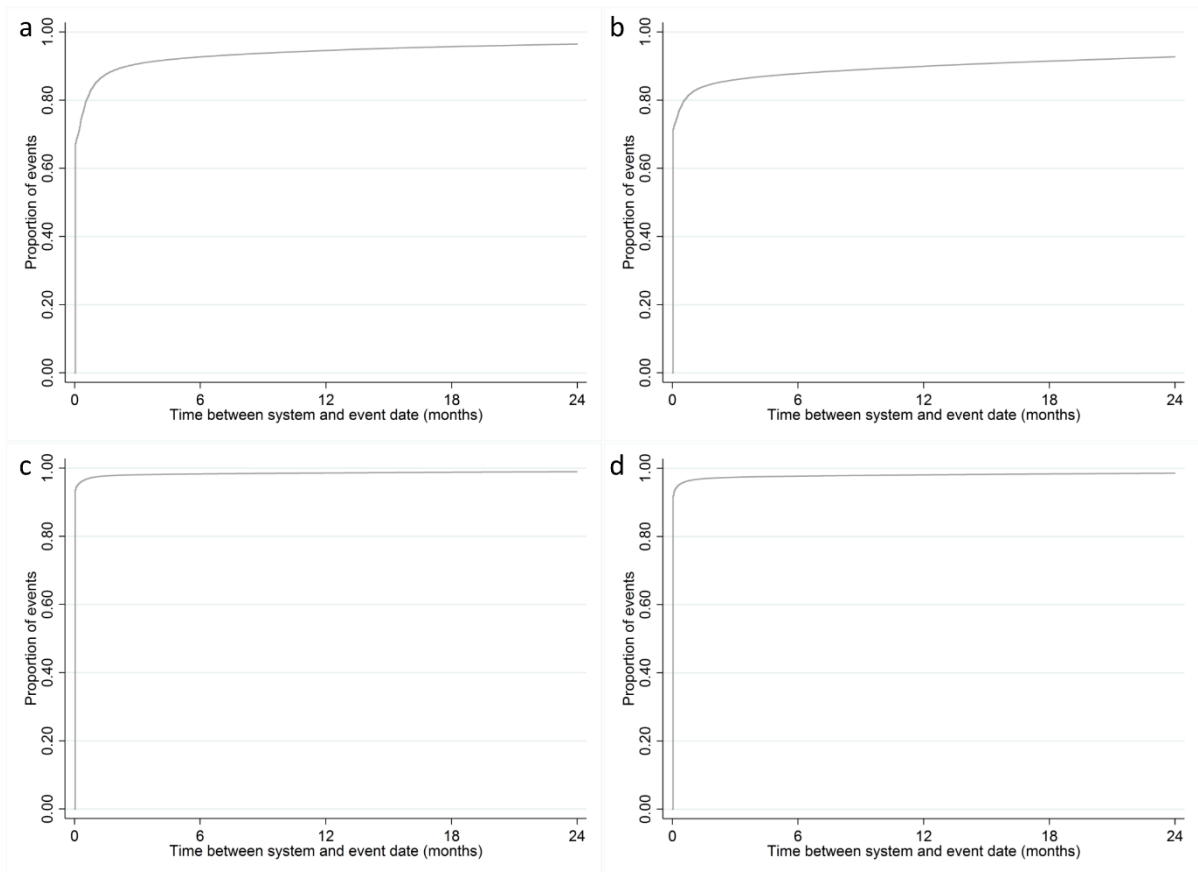 a
1.00
0.80
0.60
0.40
0.20
0.00
Proportion of events
0 6 12 18 24
Time between system and event date (months)
b
1.00
0.80
0.60
0.40
0.20
0.00
Proportion of events
0 6 12 18 24
Time between system and event date (months)
c
1.00
0.80
0.60
0.40
0.20
0.00
Proportion of events
0 6 12 18 24
Time between system and event date (months)
d
1.00
0.80
0.60
0.40
0.20
0.00
Proportion of events
0 6 12 18 24
Time between system and event date (months)